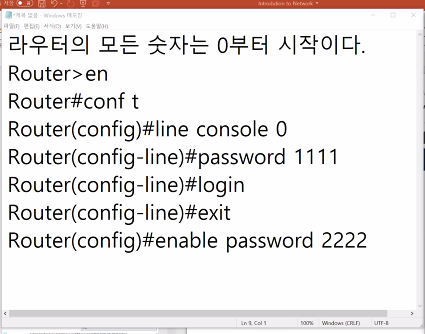 Introduction to Network
*제목 없음 - Windows 메모장
파일(F) 편집(E) 서식(O) 보기(V) 도움말(H)
라우터의 모든 숫자는 0부터 시작이다.
Router>en
Router#conf t
Router(config)#line console 0
Router(config-line)#password 1111
Router(config-line)#login
Router(config-line)#exit
Router(config)#enable password 2222
Ln 9, Col 1 100% Windows (CRLF) UTF-8